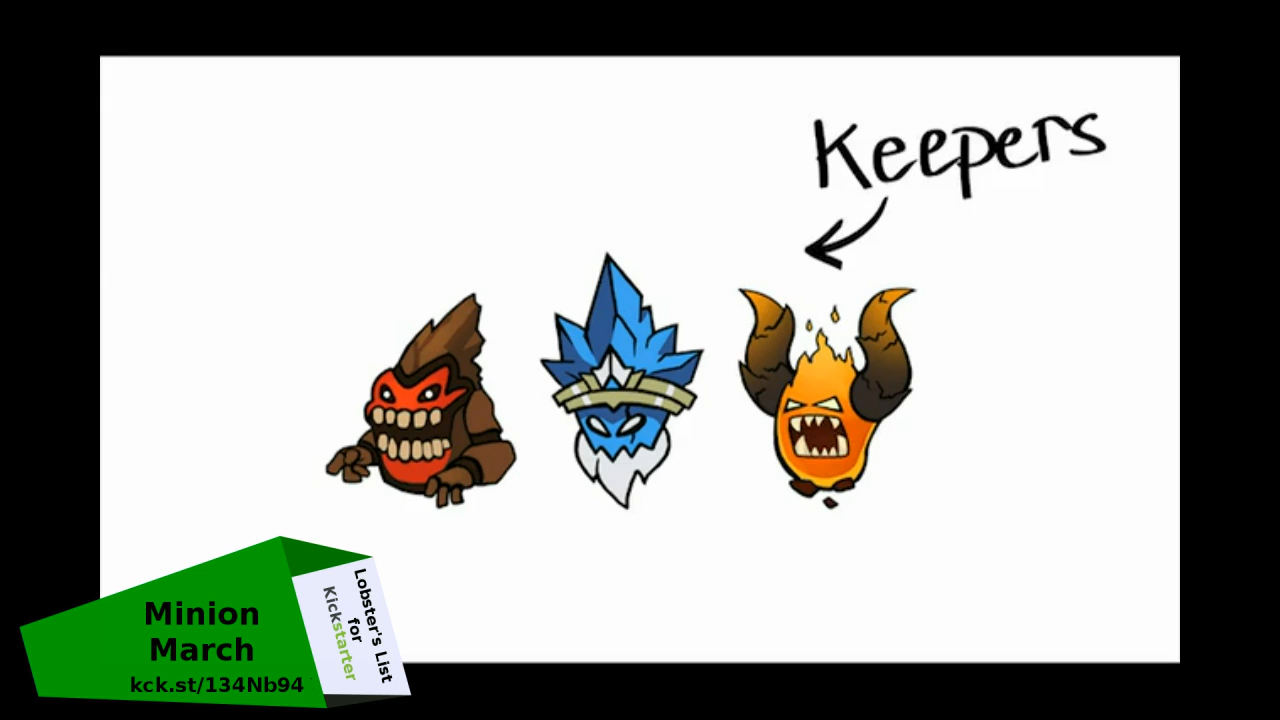 Keepers
Minion
March
kck.st/134Nb94
Lobster's List
for
Kickstarter